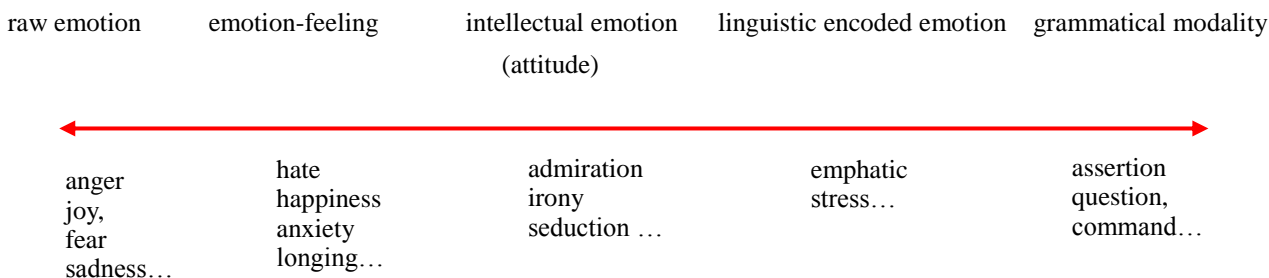 raw emotion emotion-feeling intellectual emotion linguistic encoded emotion grammatical modality
(attitude)
anger
joy,
fear
sadness…
hate
happiness
anxiety
longing…
admiration
irony
seduction …
emphatic
stress…
assertion
question,
command…